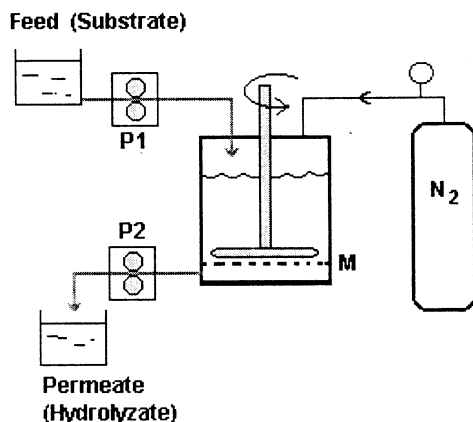 Feed (Substrate)
P1
N2
P2
M
Permeate
(Hydrolyzate)